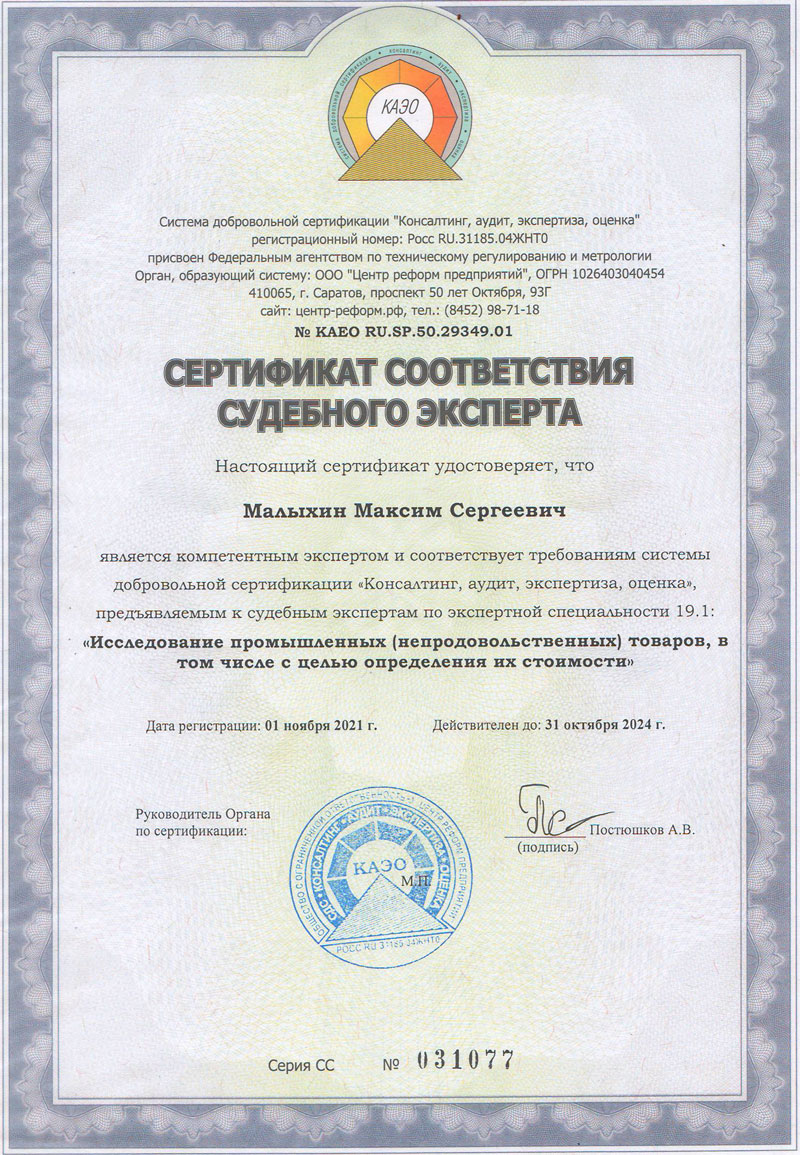 система добровольной сертификации • консалтинг • аудит • экспертиза • оценка
КАЭО
Система добровольной сертификации "Консалтинг, аудит, экспертиза, оценка"
регистрационный номер: Росс RU.31185.04ЖНТ0
присвоен Федеральным агентством по техническому регулированию и метрологии
Орган, образующий систему: ООО "Центр реформ предприятий", ОГРН 1026403040454
410065, г. Саратов, проспект 50 лет Октября, 93Г
сайт: центр-реформ.рф, тел.: (8452) 98-71-18
№ КАЕО RU.SP.50.29349.01
СЕРТИФИКАТ СООТВЕТСТВИЯ
СУДЕБНОГО ЭКСПЕРТА
Настоящий сертификат удостоверяет, что
Малыхин Максим Сергеевич
является компетентным экспертом и соответствует требованиям системы
добровольной сертификации «Консалтинг, аудит, экспертиза, оценка»,
предъявляемым к судебным экспертам по экспертной специальности 19.1:
«Исследование промышленных (непродовольственных) товаров, в
том числе с целью определения их стоимости»
Дата регистрации: 01 ноября 2021 г. Действителен до: 31 октября 2024 г.
Руководитель Органа
по сертификации:
Постюшков А.В.
(подпись)
ОБЩЕСТВО С ОГРАНИЧЕННОЙ ОТВЕТСТВЕННОСТЬЮ ЦЕНТР РЕФОРМ ПРЕДПРИЯТИЙ
СДС • КОНСАЛТИНГ • АУДИТ • ЭКСПЕРТИЗА • ОЦЕНКА
КАЭО
М.П.
РОСС RU 31185 04ЖНТ0
Серия СС № 031077